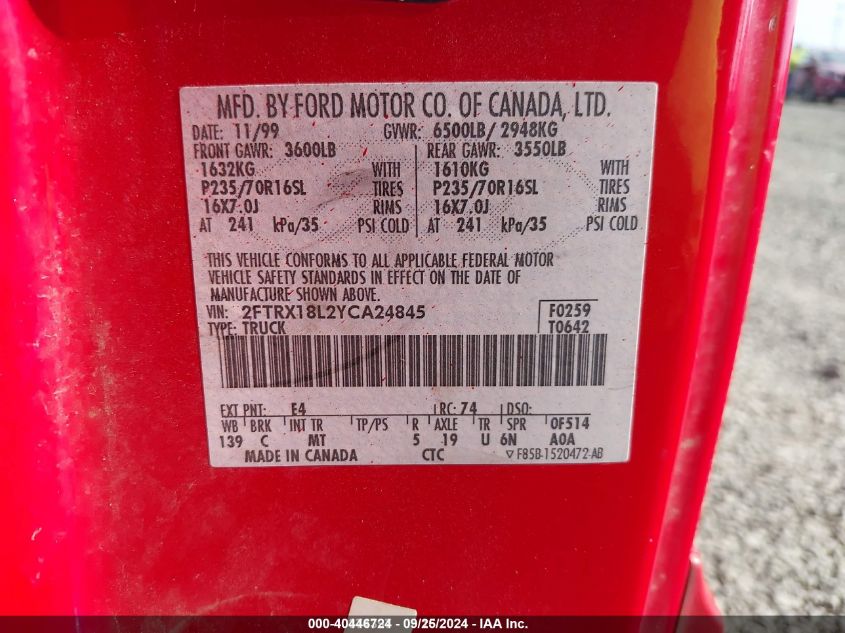 MFD. BY FORD MOTOR CO. OF CANADA, LTD.
DATE: 11/99 GVWR: 6500LB/ 2948KG
FRONT GAWR: 3600LB REAR GAWR: 3550LB
1632KG WITH 1610KG WITH
P235/70R16SL TIRES P235/70R16SL TIRES
16X7.0J RIMS 16X7.0J RIMS
AT 241 kPa/35 PSI COLD AT 241 kPa/35 PSI COLD
THIS VEHICLE CONFORMS TO ALL APPLICABLE FEDERAL MOTOR
VEHICLE SAFETY STANDARDS IN EFFECT ON THE DATE OF
MANUFACTURE SHOWN ABOVE.
VIN: 2FTRX18L2YCA24845 F0259
TYPE: TRUCK T0642
EXT PNT: E4 RC: 74 DSO:
WB BRK INT TR TP/PS R AXLE TR SPR 0F514
139 C MT 5 19 U 6N A0A
MADE IN CANADA CTC F85B-1520472-AB
000-40446724 - 09/26/2024 - IAA Inc.